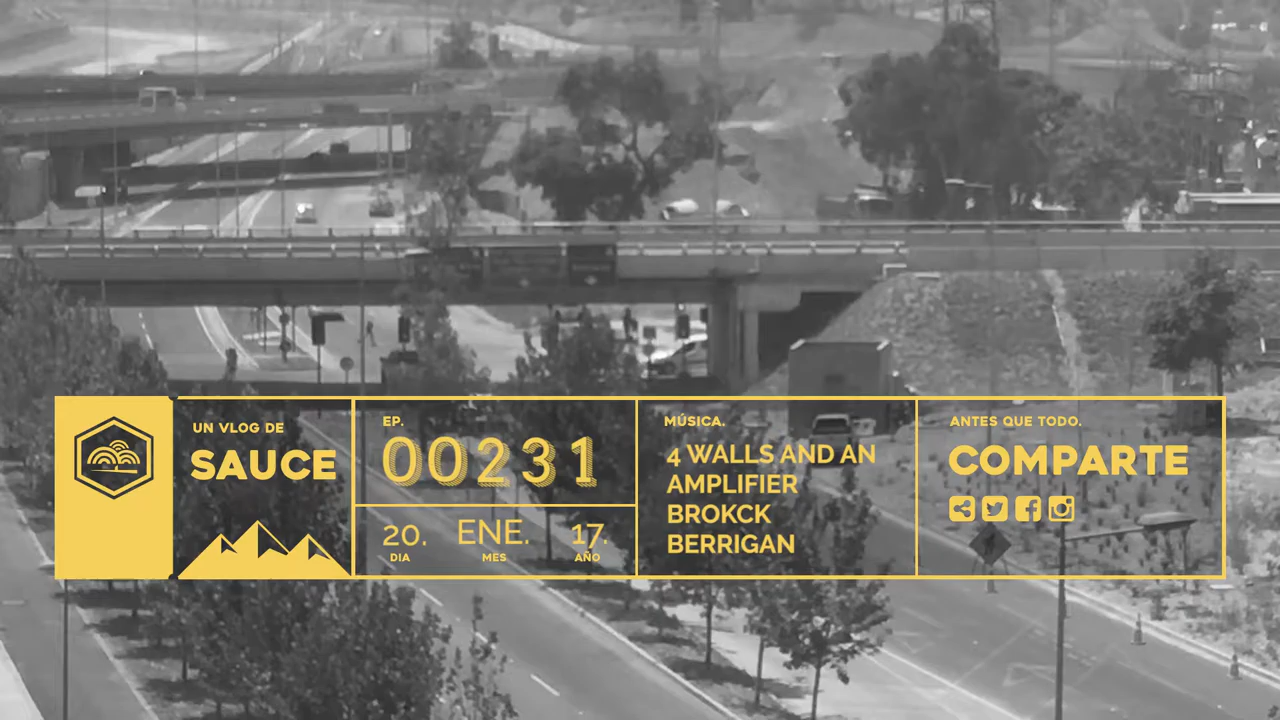 UN VLOG DE
SAUCE
EP.
00231
20. ENE. 17.
DIA MES AÑO
MÚSICA.
4 WALLS AND AN
AMPLIFIER
BROKCK
BERRIGAN
ANTES QUE TODO.
COMPARTE